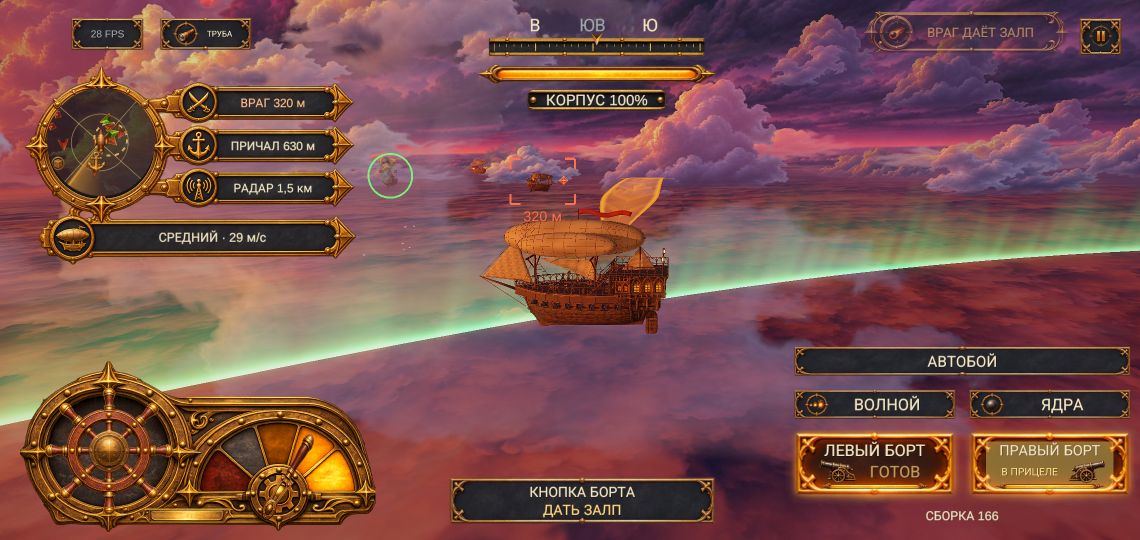 28 FPS
ТРУБА
В ЮВ Ю
ВРАГ ДАЁТ ЗАЛП
КОРПУС 100%
ВРАГ 320 м
ПРИЧАЛ 630 м
РАДАР 1,5 км
СРЕДНИЙ · 29 м/с
320 м
АВТОБОЙ
ВОЛНОЙ
ЯДРА
ЛЕВЫЙ БОРТ
ГОТОВ
ПРАВЫЙ БОРТ
В ПРИЦЕЛЕ
КНОПКА БОРТА
ДАТЬ ЗАЛП
СБОРКА 166